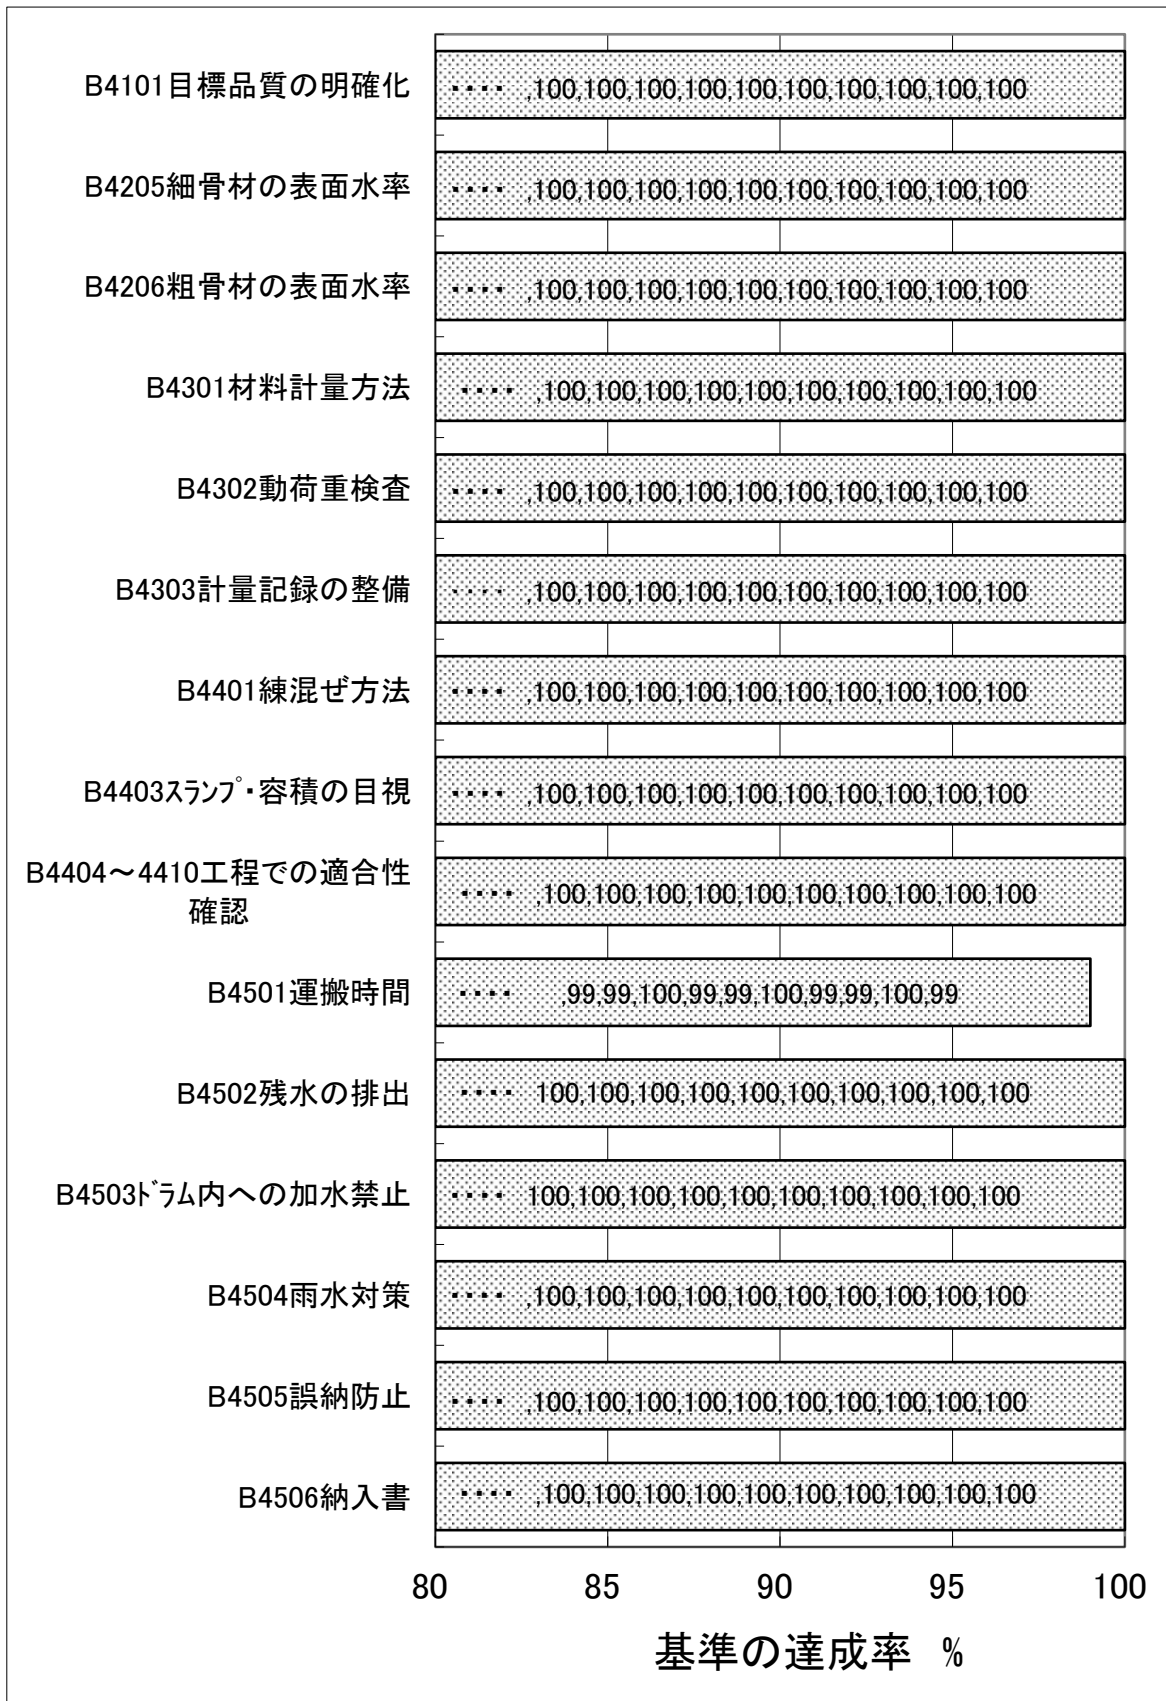 B4101目標品質の明確化 ････ ,100,100,100,100,100,100,100,100,100,100
B4205細骨材の表面水率 ････ ,100,100,100,100,100,100,100,100,100,100
B4206粗骨材の表面水率 ････ ,100,100,100,100,100,100,100,100,100,100
B4301材料計量方法 ････ ,100,100,100,100,100,100,100,100,100,100
B4302動荷重検査 ････ ,100,100,100,100,100,100,100,100,100,100
B4303計量記録の整備 ････ ,100,100,100,100,100,100,100,100,100,100
B4401練混ぜ方法 ････ ,100,100,100,100,100,100,100,100,100,100
B4403ｽﾗﾝﾌﾟ・容積の目視 ････ ,100,100,100,100,100,100,100,100,100,100
B4404～4410工程での適合性
確認 ････ ,100,100,100,100,100,100,100,100,100,100
B4501運搬時間 ････ ,99,99,100,99,99,100,99,99,100,99
B4502残水の排出 ････ 100,100,100,100,100,100,100,100,100,100
B4503ﾄﾞﾗﾑ内への加水禁止 ････ 100,100,100,100,100,100,100,100,100,100
B4504雨水対策 ････ ,100,100,100,100,100,100,100,100,100,100
B4505誤納防止 ････ ,100,100,100,100,100,100,100,100,100,100
B4506納入書 ････ ,100,100,100,100,100,100,100,100,100,100
80 85 90 95 100
基準の達成率 %